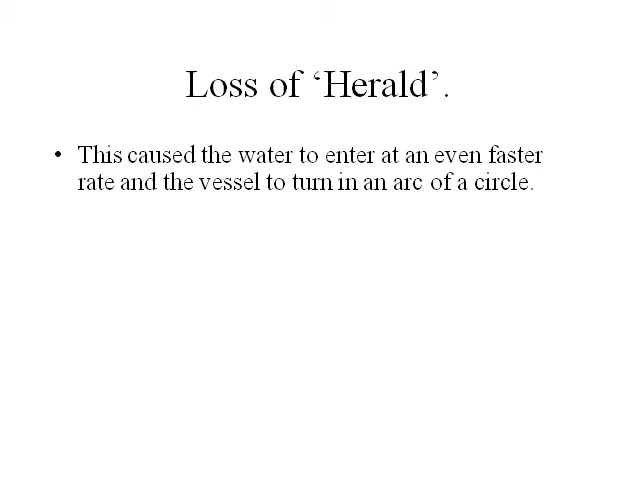 Loss of ‘Herald’.
• This caused the water to enter at an even faster
rate and the vessel to turn in an arc of a circle.